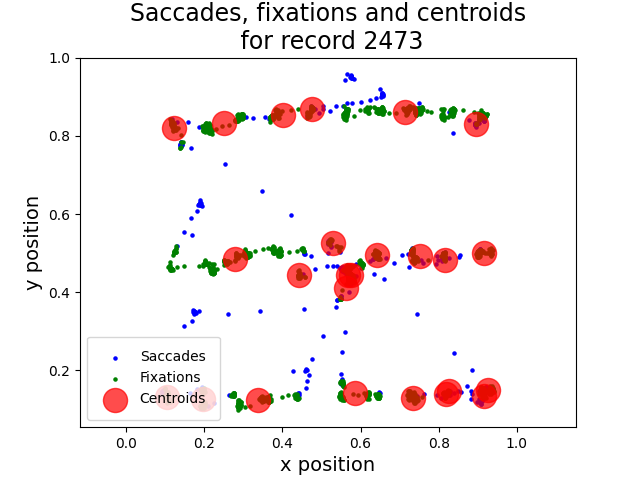 Saccades, fixations and centroids
for record 2473
1.0
0.8
0.6
0.4
0.2
y position
Saccades
Fixations
Centroids
0.0 0.2 0.4 0.6 0.8 1.0
x position